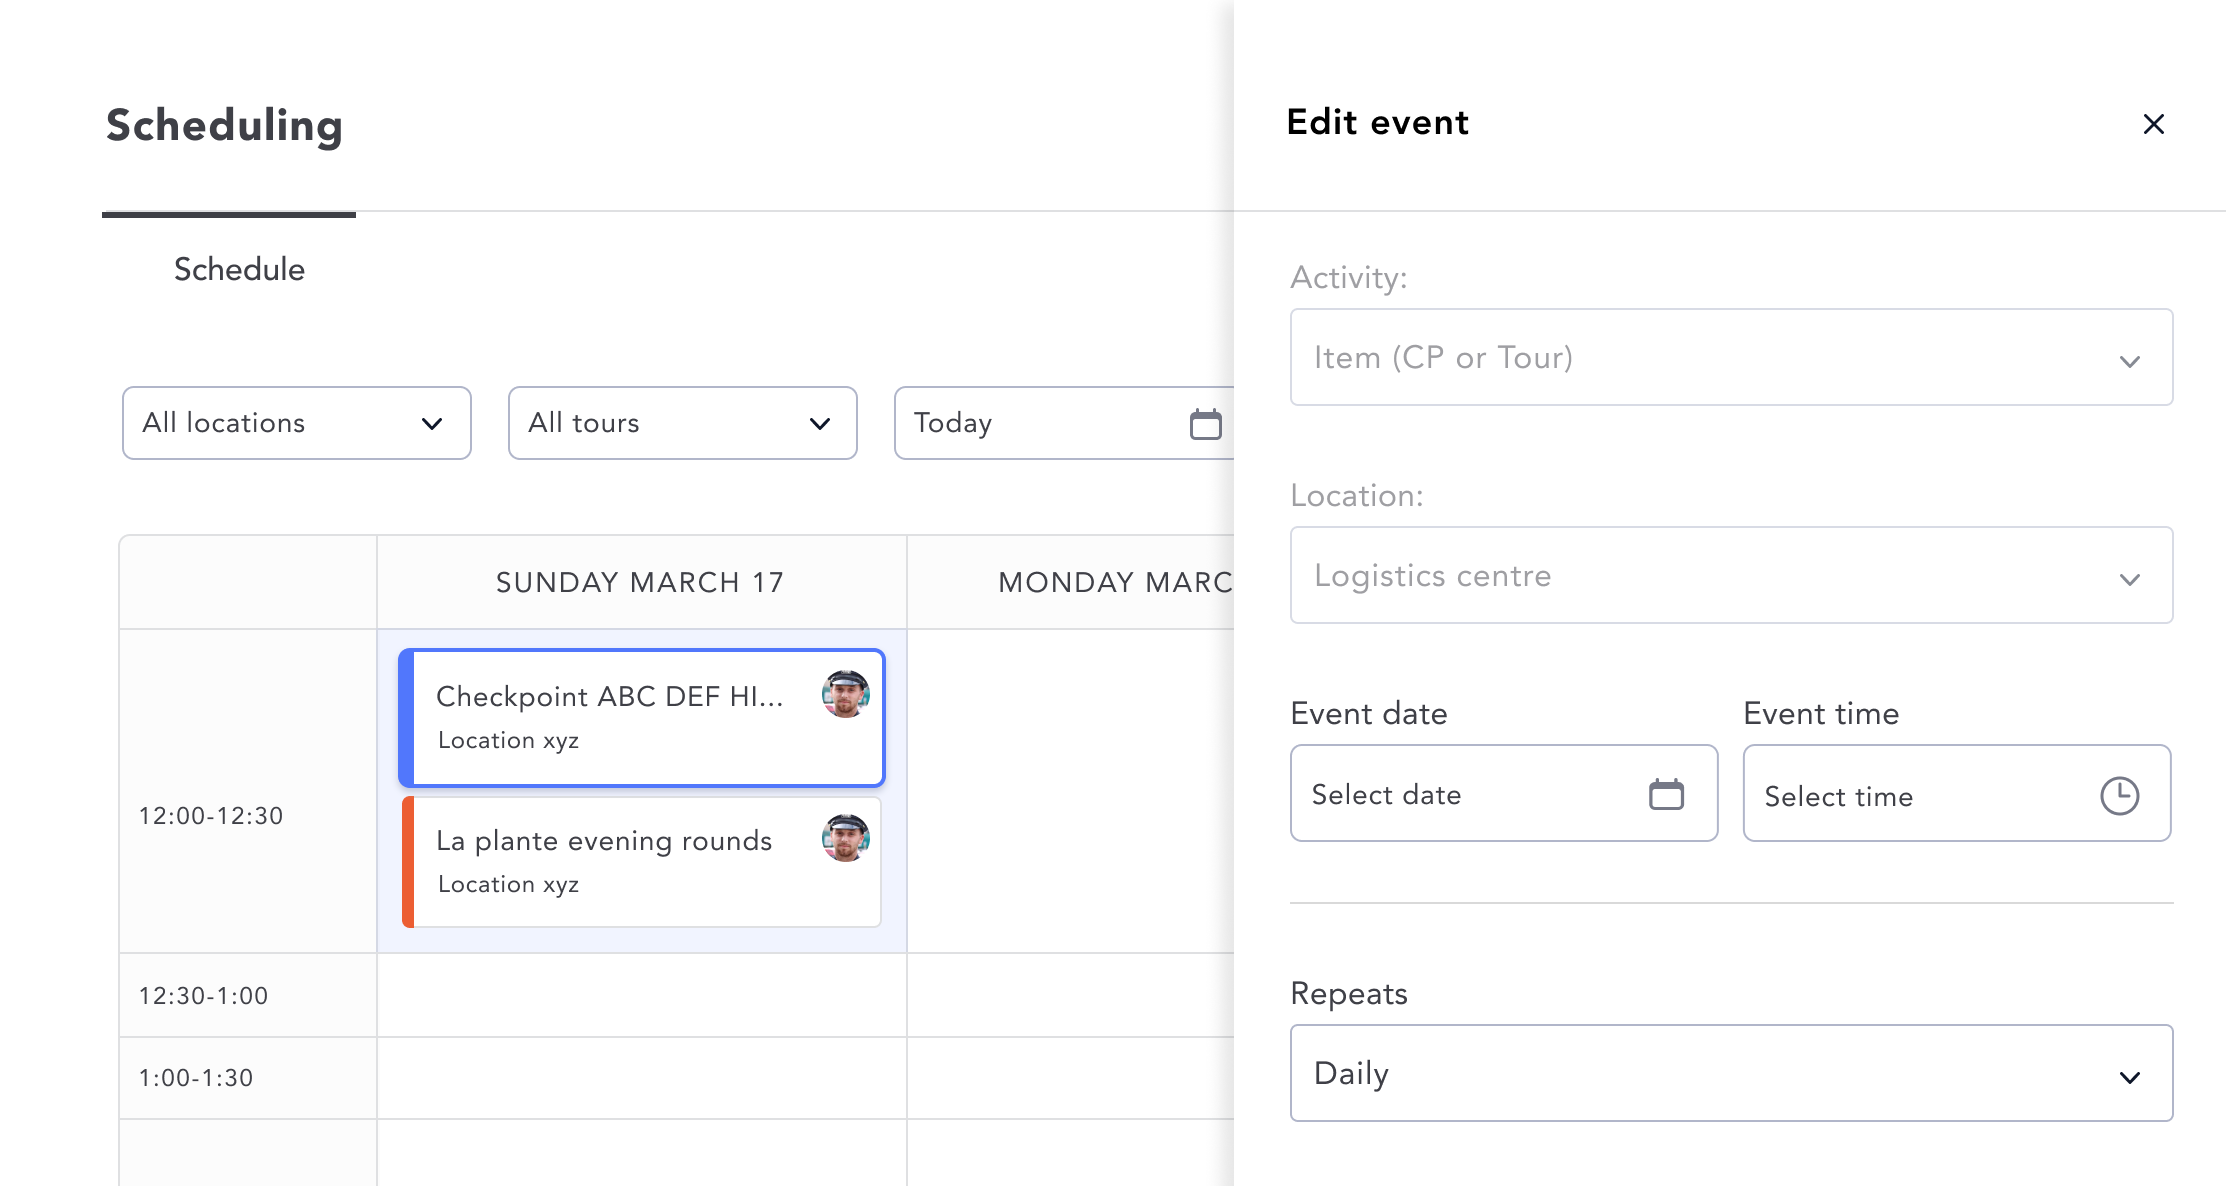 Scheduling
Schedule
All locations
All tours
Today
SUNDAY MARCH 17
MONDAY MARC
12:00-12:30
Checkpoint ABC DEF HI...
Location xyz
La plante evening rounds
Location xyz
12:30-1:00
1:00-1:30
Edit event
Activity:
Item (CP or Tour)
Location:
Logistics centre
Event date
Event time
Select date
Select time
Repeats
Daily